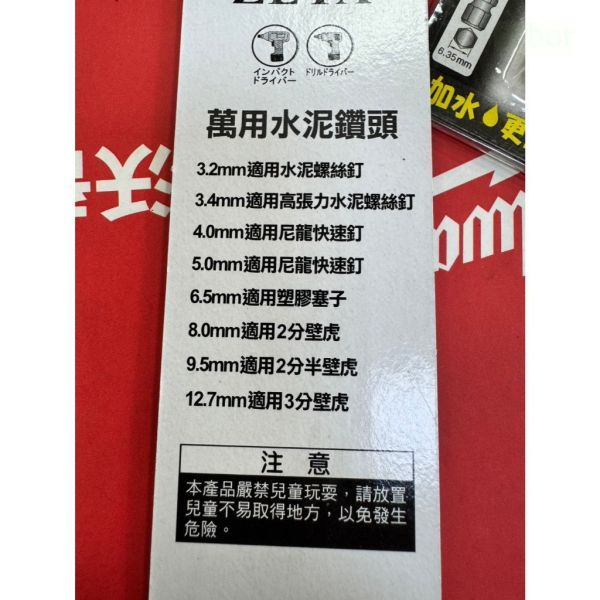 6.35mm
加水
更
インパクト
ドライバー
ドリルドライバー
萬用水泥鑽頭
3.2mm適用水泥螺絲釘
3.4mm適用高張力水泥螺絲釘
4.0mm適用尼龍快速釘
5.0mm適用尼龍快速釘
6.5mm適用塑膠塞子
8.0mm適用2分壁虎
9.5mm適用2分半壁虎
12.7mm適用3分壁虎
注 意
本產品嚴禁兒童玩耍，請放置
兒童不易取得地方，以免發生
危險。